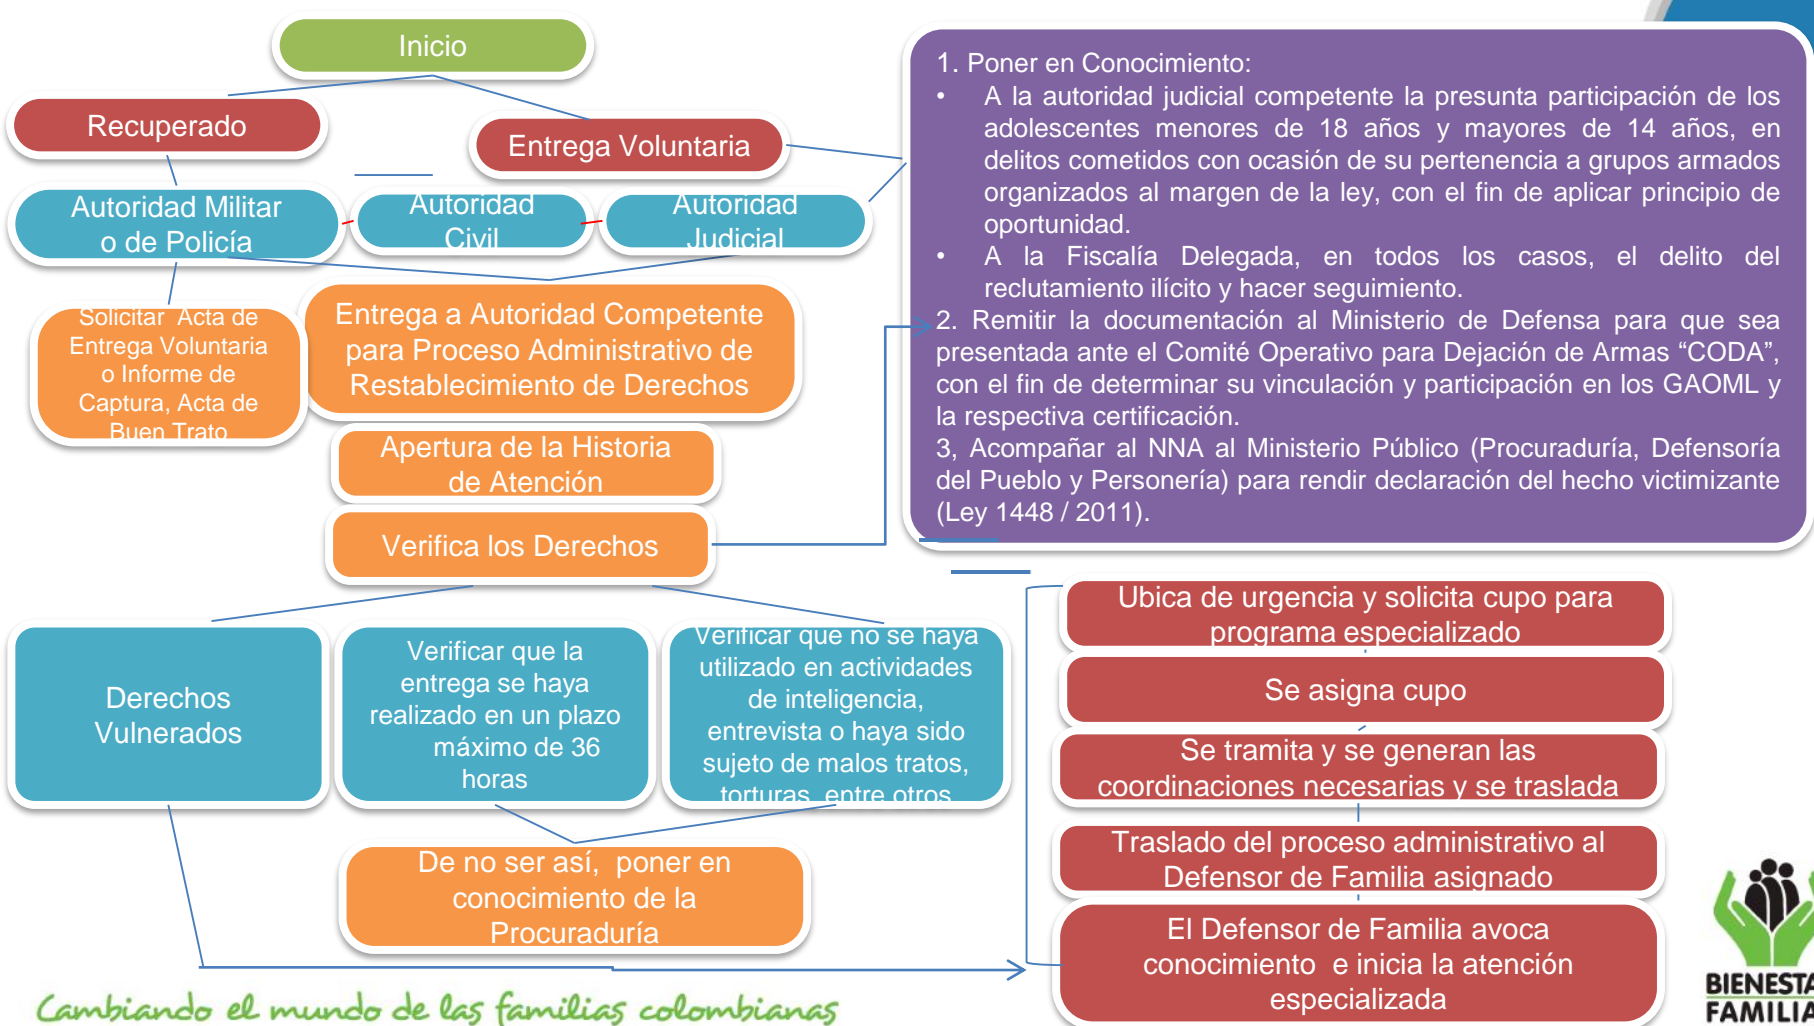 Inicio
Recuperado
Entrega Voluntaria
Autoridad Militar
o de Policía
Autoridad
Civil
Autoridad
Judicial
Solicitar Acta de
Entrega Voluntaria
o Informe de
Captura, Acta de
Buen Trato
Entrega a Autoridad Competente
para Proceso Administrativo de
Restablecimiento de Derechos
Apertura de la Historia
de Atención
Verifica los Derechos
1. Poner en Conocimiento:
• A la autoridad judicial competente la presunta participación de los
adolescentes menores de 18 años y mayores de 14 años, en
delitos cometidos con ocasión de su pertenencia a grupos armados
organizados al margen de la ley, con el fin de aplicar principio de
oportunidad.
• A la Fiscalía Delegada, en todos los casos, el delito del
reclutamiento ilícito y hacer seguimiento.
2. Remitir la documentación al Ministerio de Defensa para que sea
presentada ante el Comité Operativo para Dejación de Armas “CODA”,
con el fin de determinar su vinculación y participación en los GAOML y
la respectiva certificación.
3, Acompañar al NNA al Ministerio Público (Procuraduría, Defensoría
del Pueblo y Personería) para rendir declaración del hecho victimizante
(Ley 1448 / 2011).
Derechos
Vulnerados
Verificar que la
entrega se haya
realizado en un plazo
máximo de 36
horas
Verificar que no se haya
utilizado en actividades
de inteligencia,
entrevista o haya sido
sujeto de malos tratos,
torturas, entre otros
De no ser así, poner en
conocimiento de la
Procuraduría
Ubica de urgencia y solicita cupo para
programa especializado
Se asigna cupo
Se tramita y se generan las
coordinaciones necesarias y se traslada
Traslado del proceso administrativo al
Defensor de Familia asignado
El Defensor de Familia avoca
conocimiento e inicia la atención
especializada
Cambiando el mundo de las familias colombianas
BIENESTA
FAMILIA